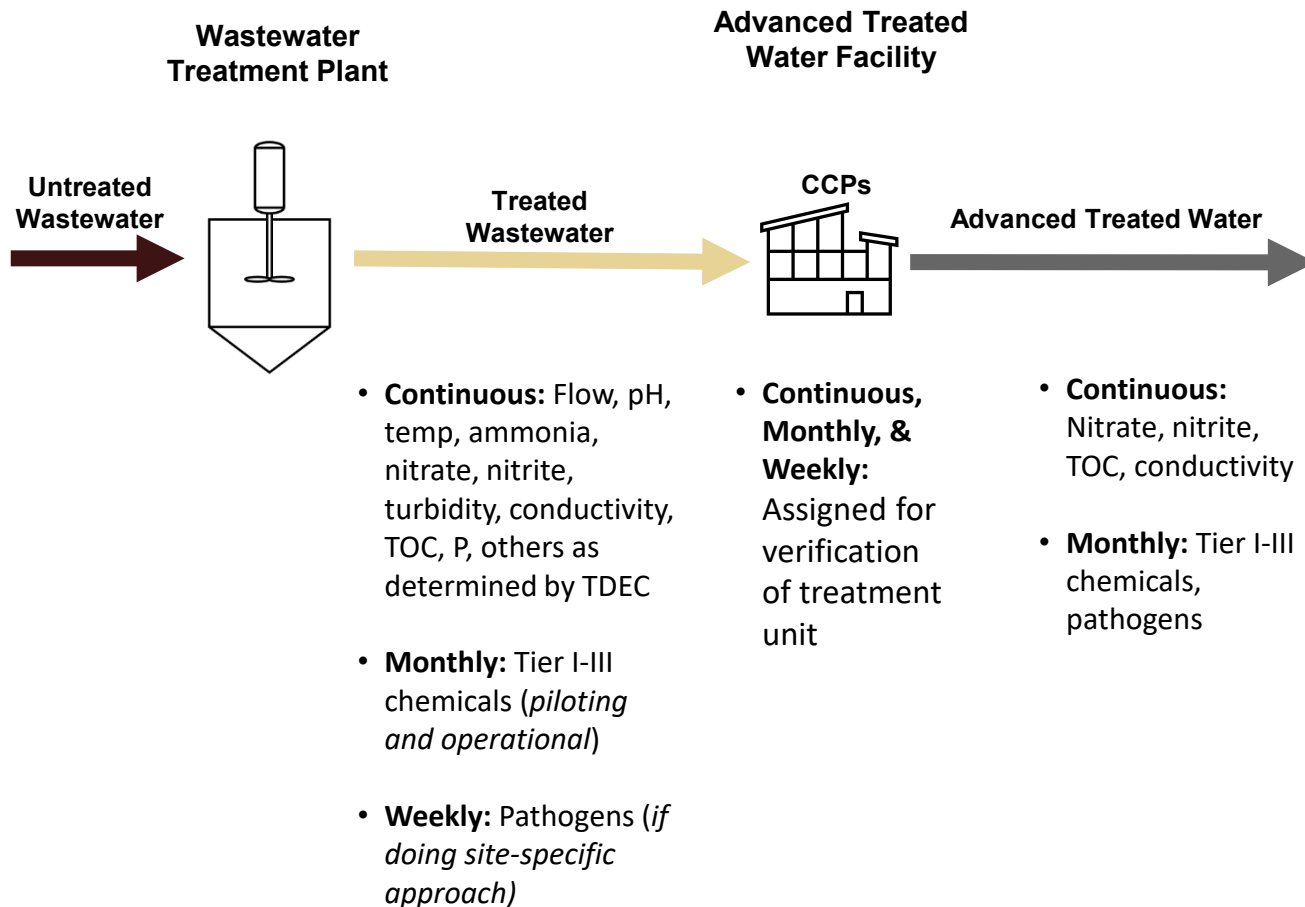 Wastewater
Treatment Plant
Advanced Treated
Water Facility
Untreated
Wastewater
Treated
Wastewater
CCPs
Advanced Treated Water
• Continuous: Flow, pH,
temp, ammonia,
nitrate, nitrite,
turbidity, conductivity,
TOC, P, others as
determined by TDEC
• Monthly: Tier I-III
chemicals (piloting
and operational)
• Weekly: Pathogens (if
doing site-specific
approach)
• Continuous,
Monthly, &
Weekly:
Assigned for
verification
of treatment
unit
• Continuous:
Nitrate, nitrite,
TOC, conductivity
• Monthly: Tier I-III
chemicals,
pathogens